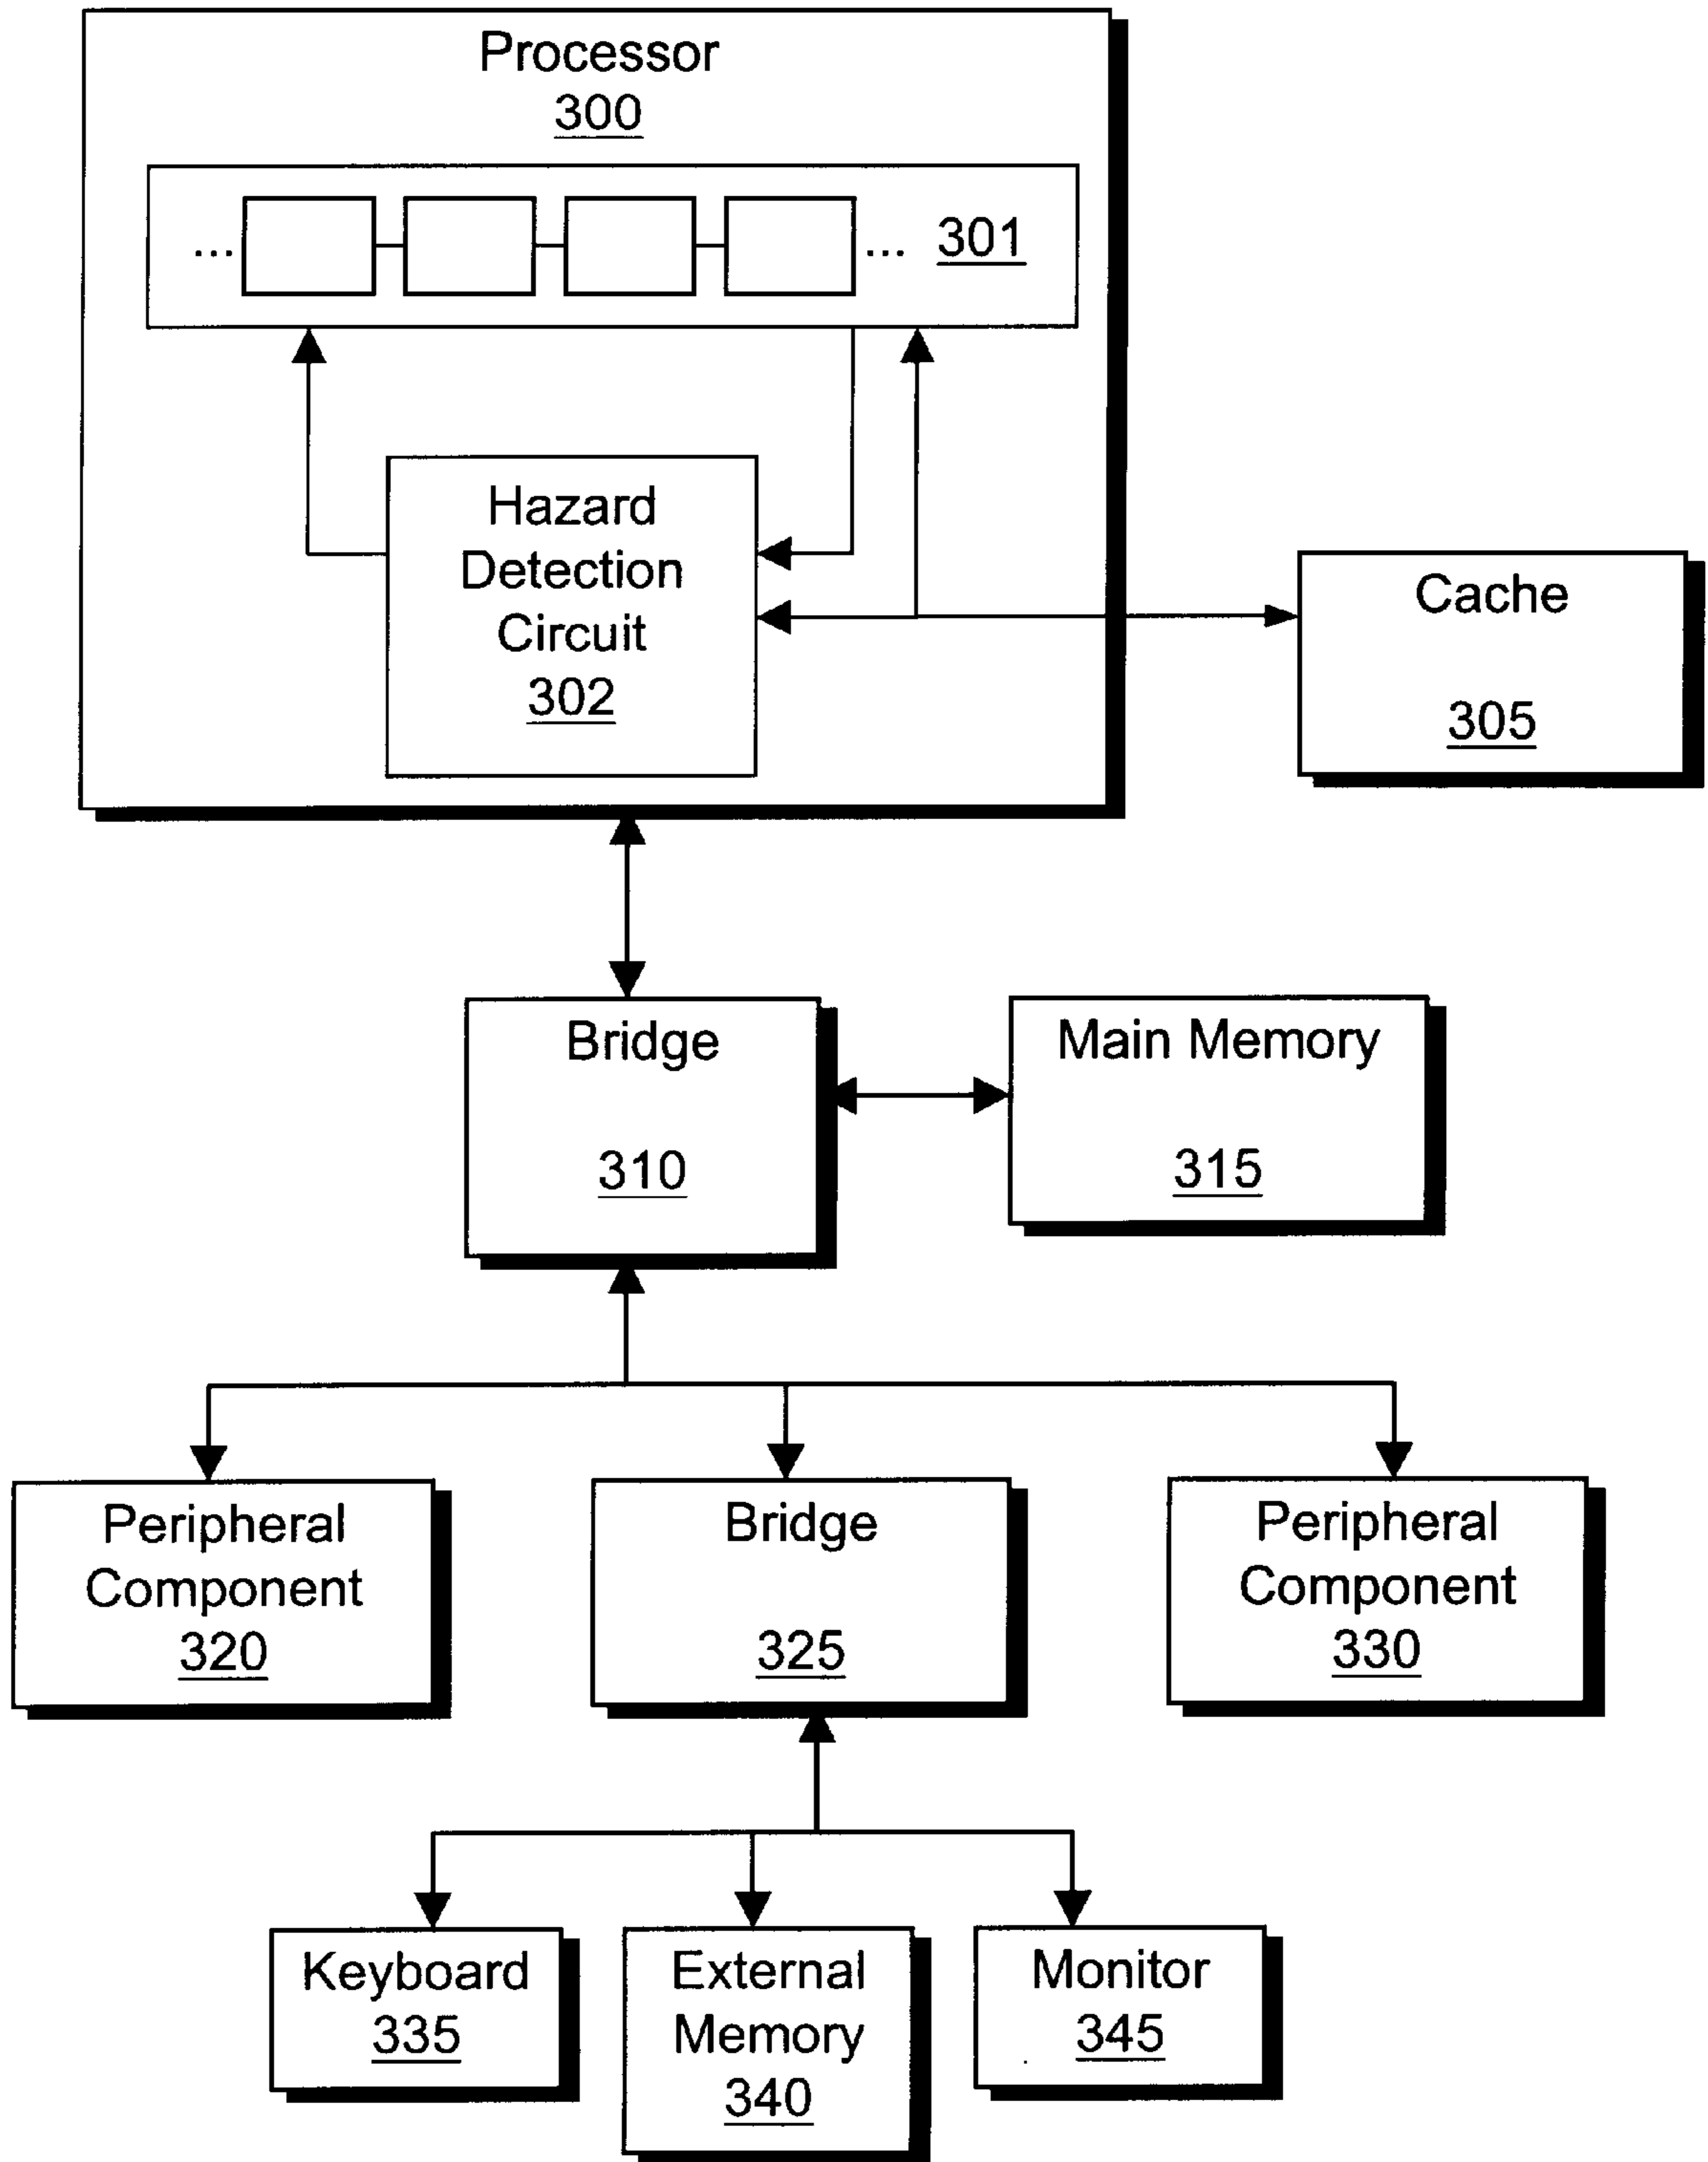 Processor
300
... ... 301
Hazard
Detection
Circuit
302
Cache
305
Bridge
310
Main Memory
315
Peripheral
Component
320
Bridge
325
Peripheral
Component
330
Keyboard
335
External
Memory
340
Monitor
345